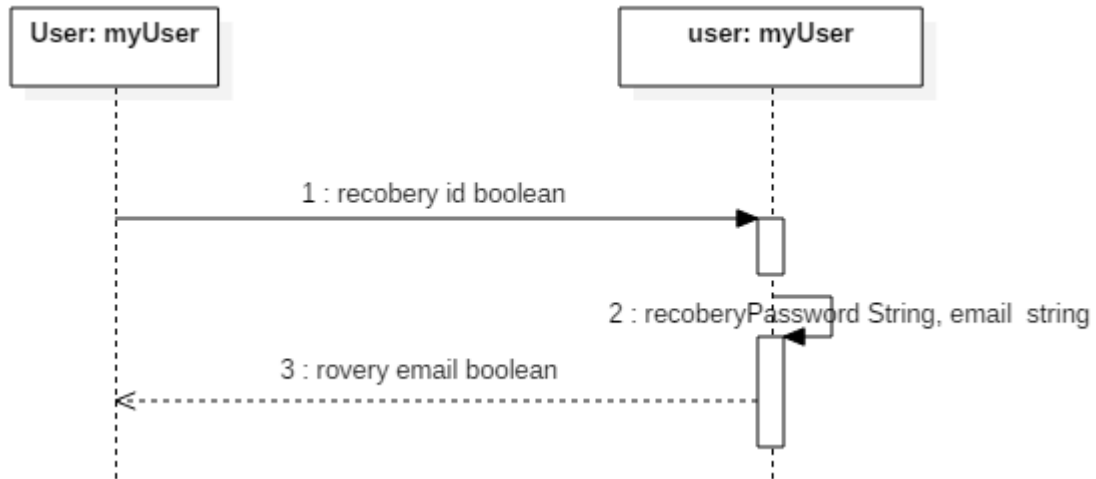 User: myUser
user: myUser
1 : recobery id boolean
2 : recoberyPassword String, email  string
3 : rovery email boolean